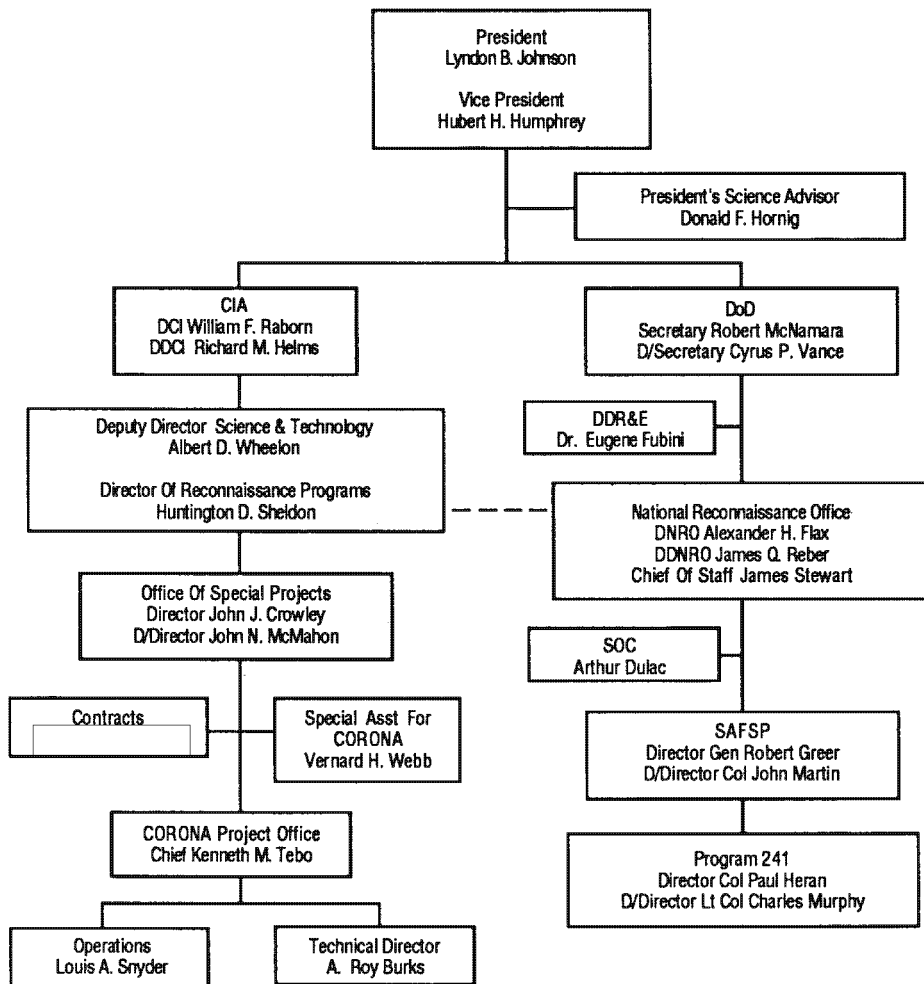 President
Lyndon B. Johnson
Vice President
Hubert H. Humphrey
President's Science Advisor
Donald F. Hornig
CIA
DCI William F. Raborn
DDCI Richard M. Helms
DoD
Secretary Robert McNamara
D/Secretary Cyrus P. Vance
Deputy Director Science & Technology
Albert D. Wheelon
Director Of Reconnaissance Programs
Huntington D. Sheldon
DDR&E
Dr. Eugene Fubini
National Reconnaissance Office
DNRO Alexander H. Flax
DDNRO James Q. Reber
Chief Of Staff James Stewart
Office Of Special Projects
Director John J. Crowley
D/Director John N. McMahon
SOC
Arthur Dulac
Contracts
Special Asst For
CORONA
Vernard H. Webb
SAFSP
Director Gen Robert Greer
D/Director Col John Martin
CORONA Project Office
Chief Kenneth M. Tebo
Program 241
Director Col Paul Heran
D/Director Lt Col Charles Murphy
Operations
Louis A. Snyder
Technical Director
A. Roy Burks